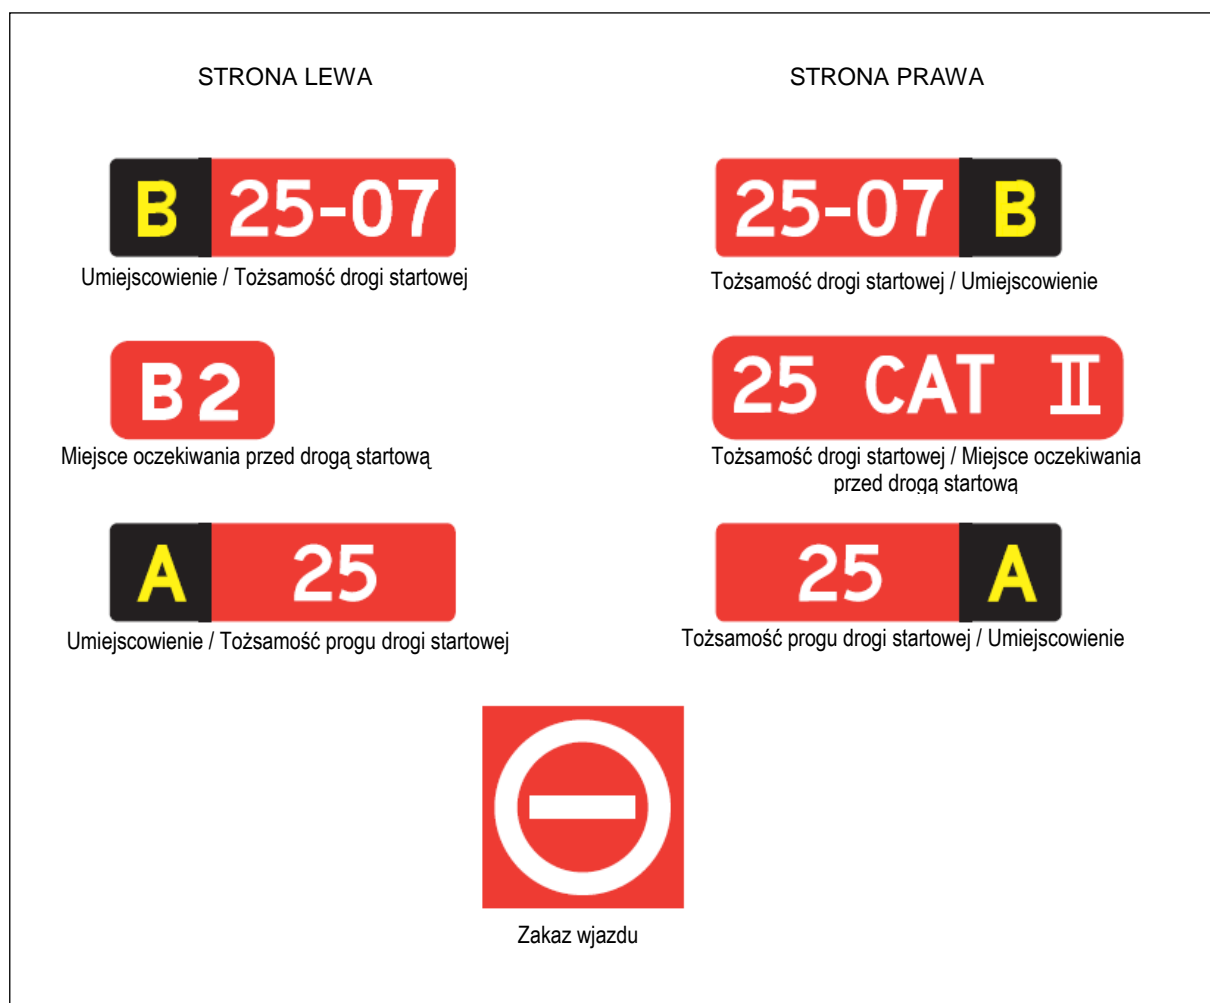 STRONA LEWA
STRONA PRAWA
B 25-07
25-07 B
Umiejscowienie / Tożsamość drogi startowej
Tożsamość drogi startowej / Umiejscowienie
B2
25 CAT II
Miejsce oczekiwania przed drogą startową
Tożsamość drogi startowej / Miejsce oczekiwania
przed drogą startową
A 25
25 A
Umiejscowienie / Tożsamość progu drogi startowej
Tożsamość progu drogi startowej / Umiejscowienie
Zakaz wjazdu